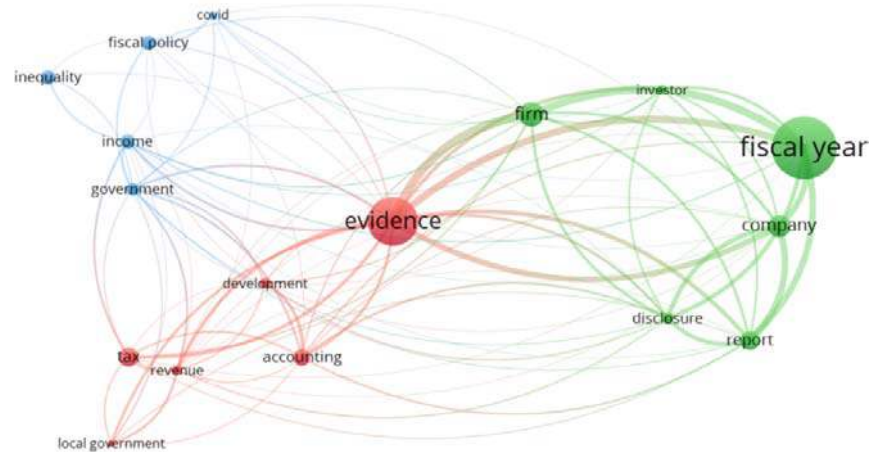 covid
fiscal policy
inequality
investor
firm
income
fiscal year
government
evidence
company
development
disclosure
report
tax
accounting
revenue
local government